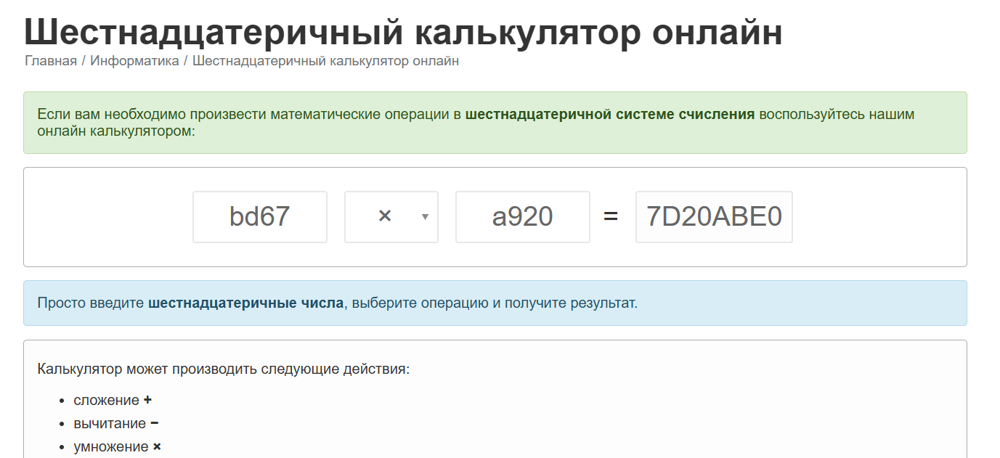 Шестнадцатеричный калькулятор онлайн
Главная / Информатика / Шестнадцатеричный калькулятор онлайн
Если вам необходимо произвести математические операции в шестнадцатеричной системе счисления воспользуйтесь нашим
онлайн калькулятором:
bd67 × ▼ a920 = 7D20ABE0
Просто введите шестнадцатеричные числа, выберите операцию и получите результат.
Калькулятор может производить следующие действия:
• сложение +
• вычитание −
• умножение ×